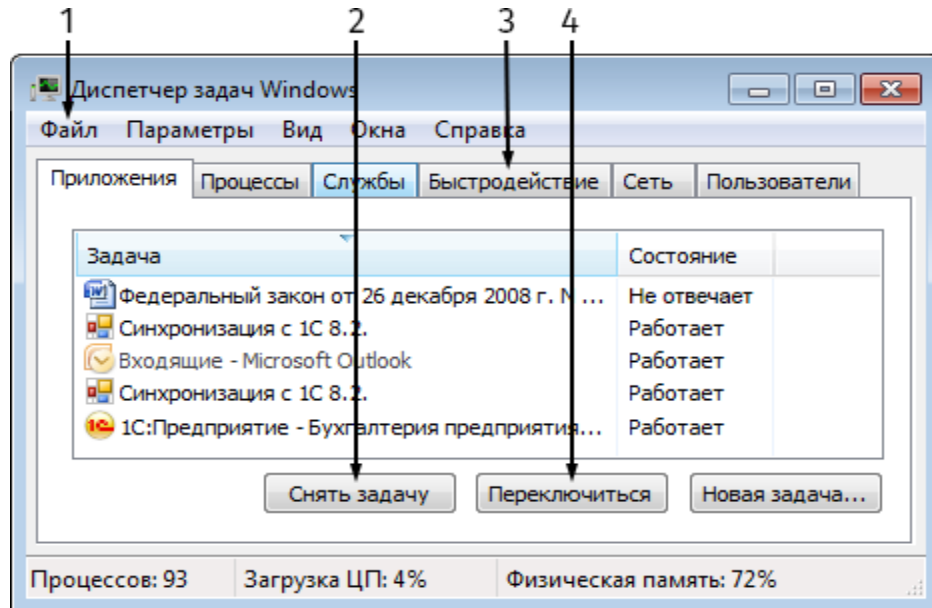 1 2 3 4
Диспетчер задач Windows
Файл Параметры Вид Окна Справка
Приложения Процессы Службы Быстродействие Сеть Пользователи
Задача Состояние
Федеральный закон от 26 декабря 2008 г. N ... Не отвечает
Синхронизация с 1С 8.2. Работает
Входящие - Microsoft Outlook Работает
Синхронизация с 1С 8.2. Работает
1С:Предприятие - Бухгалтерия предприятия... Работает
Снять задачу Переключиться Новая задача...
Процессов: 93 Загрузка ЦП: 4% Физическая память: 72%